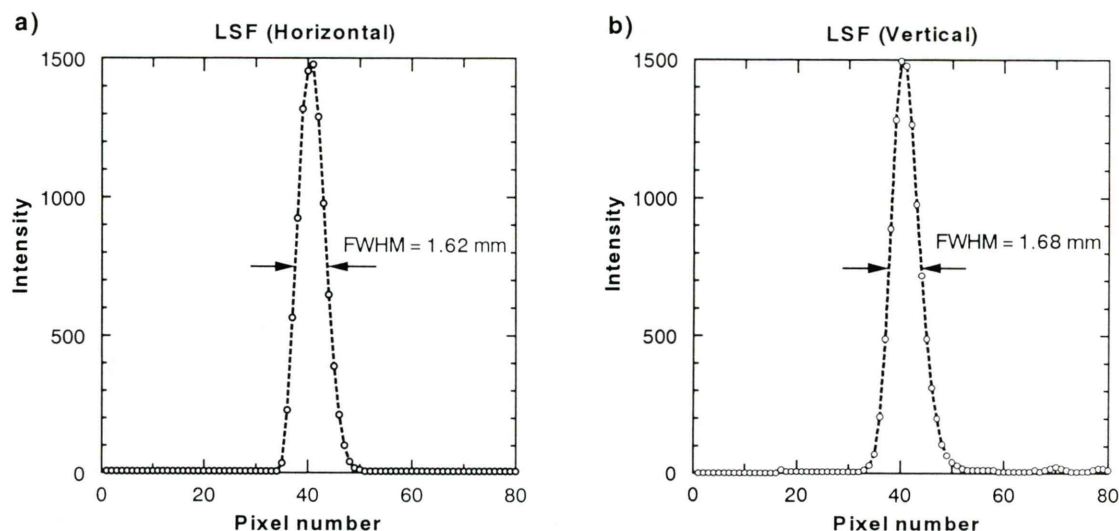 a)
LSF (Horizontal)
1500
1000
500
0
Intensity
FWHM = 1.62 mm
0 20 40 60 80
Pixel number
b)
LSF (Vertical)
1500
1000
500
0
Intensity
FWHM = 1.68 mm
0 20 40 60 80
Pixel number